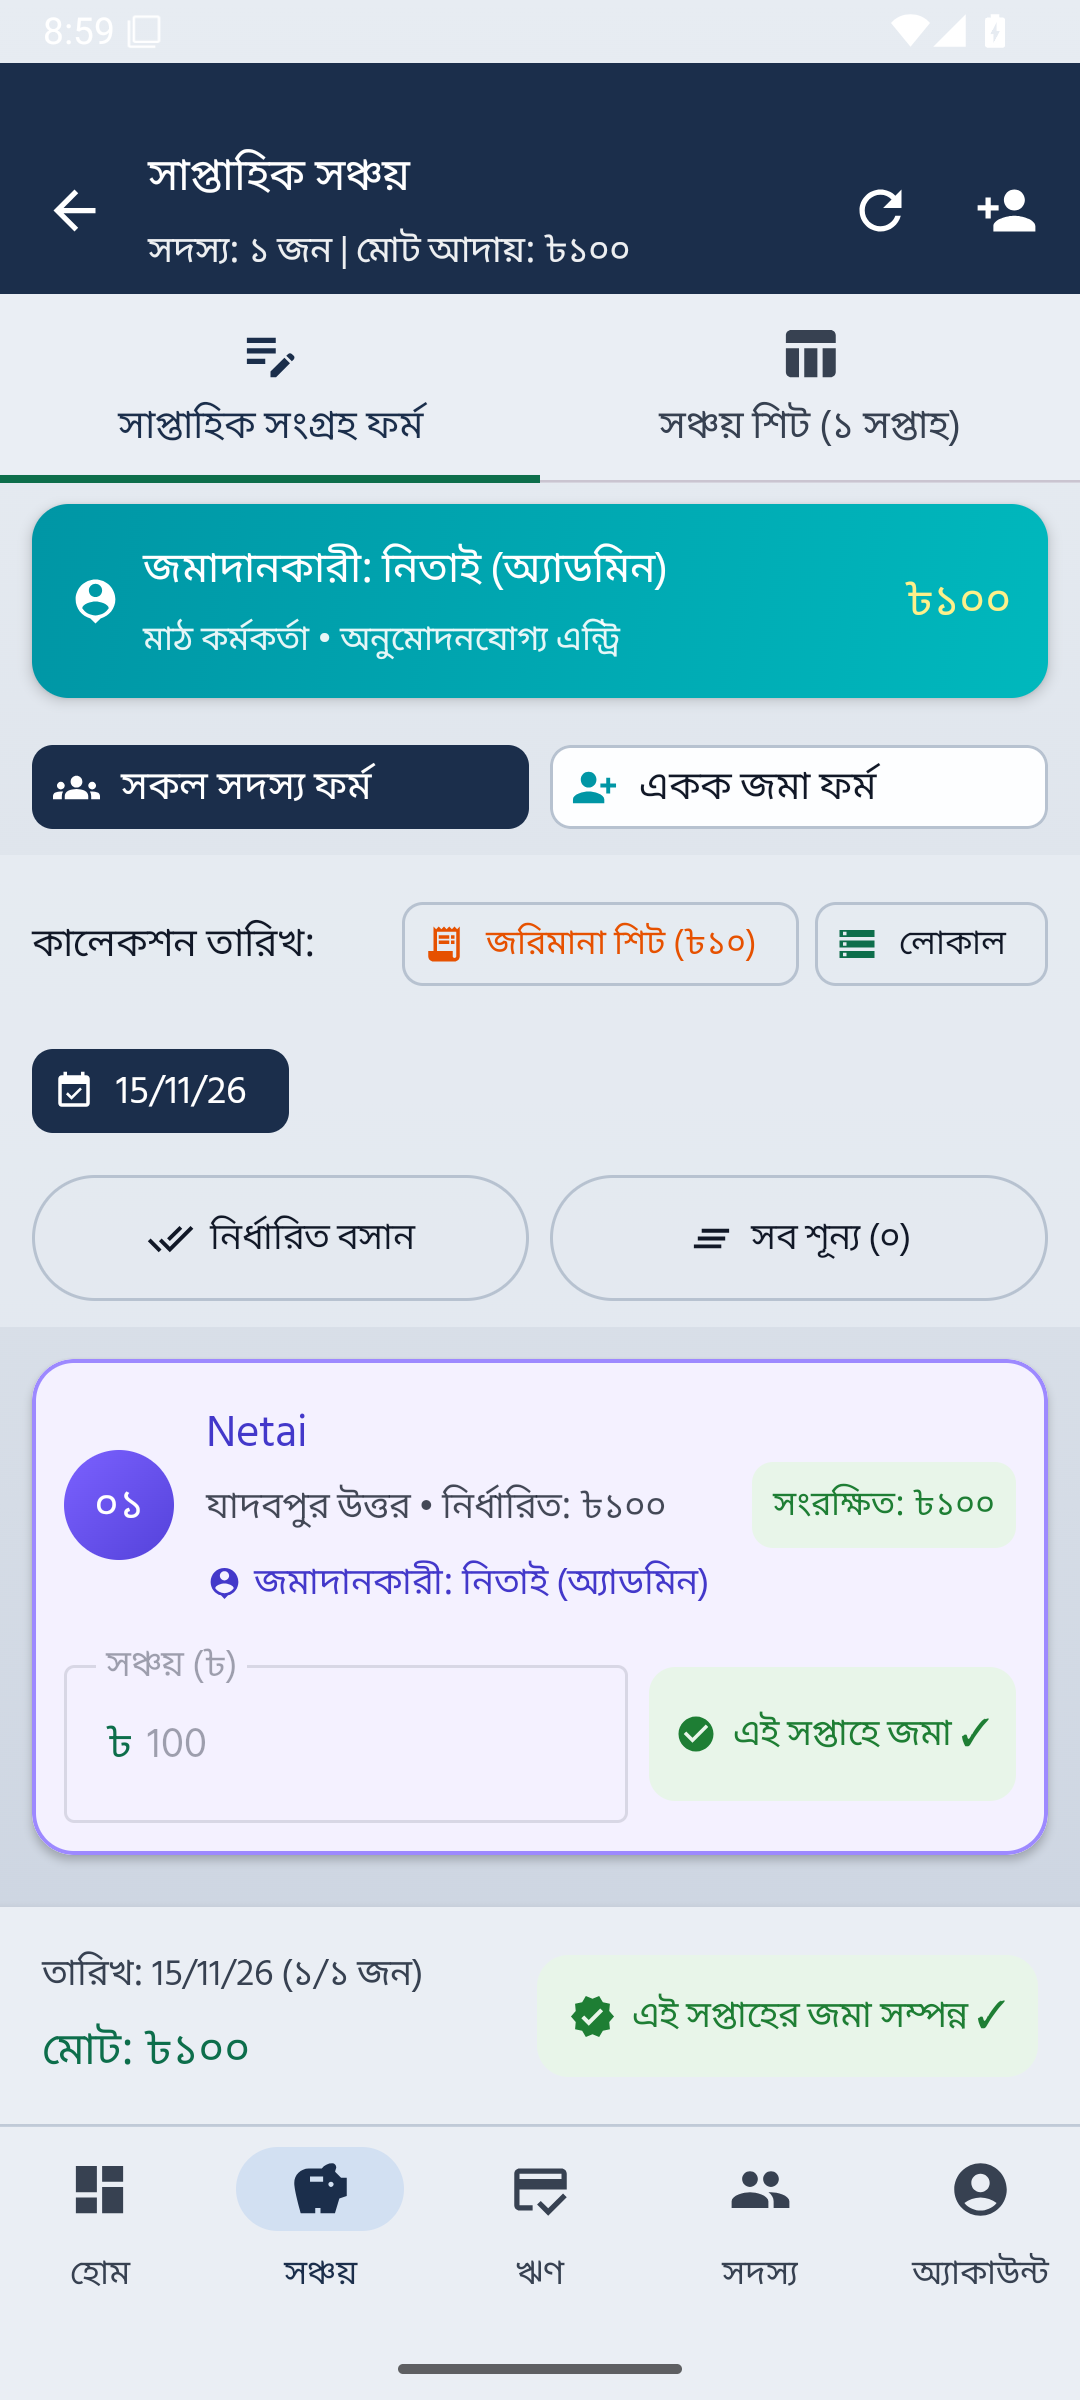 8:59
সাপ্তাহিক সঞ্চয়
সদস্য: ১ জন | মোট আদায়: ৳১০০
সাপ্তাহিক সংগ্রহ ফর্ম
সঞ্চয় শিট (১ সপ্তাহ)
জমাদানকারী: নিতাই (অ্যাডমিন)
মাঠ কর্মকর্তা • অনুমোদনযোগ্য এন্ট্রি
৳১০০
সকল সদস্য ফর্ম
একক জমা ফর্ম
কালেকশন তারিখ:
জরিমানা শিট (৳১০)
লোকাল
15/11/26
নির্ধারিত বসান
সব শূন্য (০)
০১
Netai
যাদবপুর উত্তর • নির্ধারিত: ৳১০০
জমাদানকারী: নিতাই (অ্যাডমিন)
সংরক্ষিত: ৳১০০
সঞ্চয় (৳)
৳ 100
এই সপ্তাহে জমা ✓
তারিখ: 15/11/26 (১/১ জন)
মোট: ৳১০০
এই সপ্তাহের জমা সম্পন্ন ✓
হোম
সঞ্চয়
ঋণ
সদস্য
অ্যাকাউন্ট